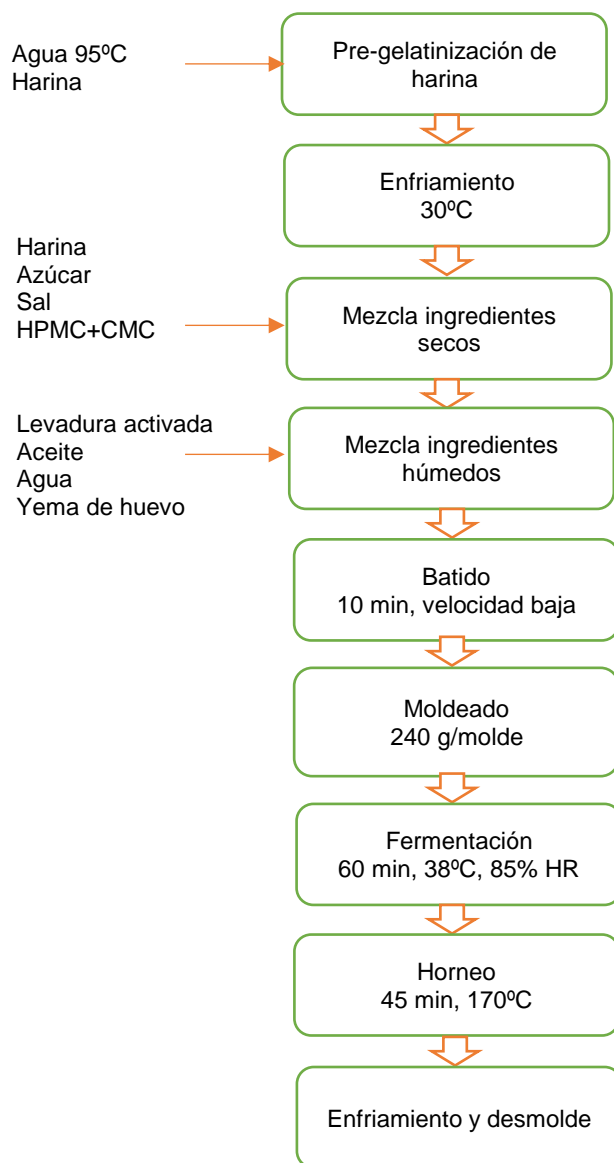 Agua 95ºC
Harina
Pre-gelatinización de
harina
Enfriamiento
30ºC
Harina
Azúcar
Sal
HPMC+CMC
Mezcla ingredientes
secos
Levadura activada
Aceite
Agua
Yema de huevo
Mezcla ingredientes
húmedos
Batido
10 min, velocidad baja
Moldeado
240 g/molde
Fermentación
60 min, 38ºC, 85% HR
Horneo
45 min, 170ºC
Enfriamiento y desmolde